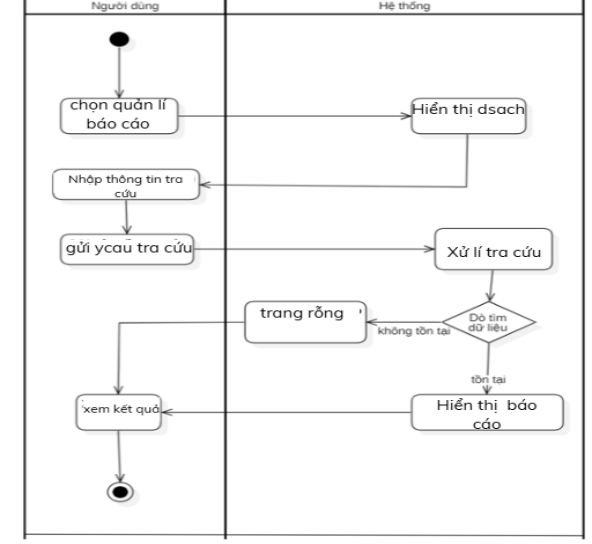 Người dùng
Hệ thống
chọn quản lí
báo cáo
Hiển thị dsach
Nhập thông tin tra
cứu
gửi ycầu tra cứu
Xử lí tra cứu
trang rỗng
Dò tìm
dữ liệu
không tồn tại
tồn tại
Hiển thị báo
cáo
xem kết quả